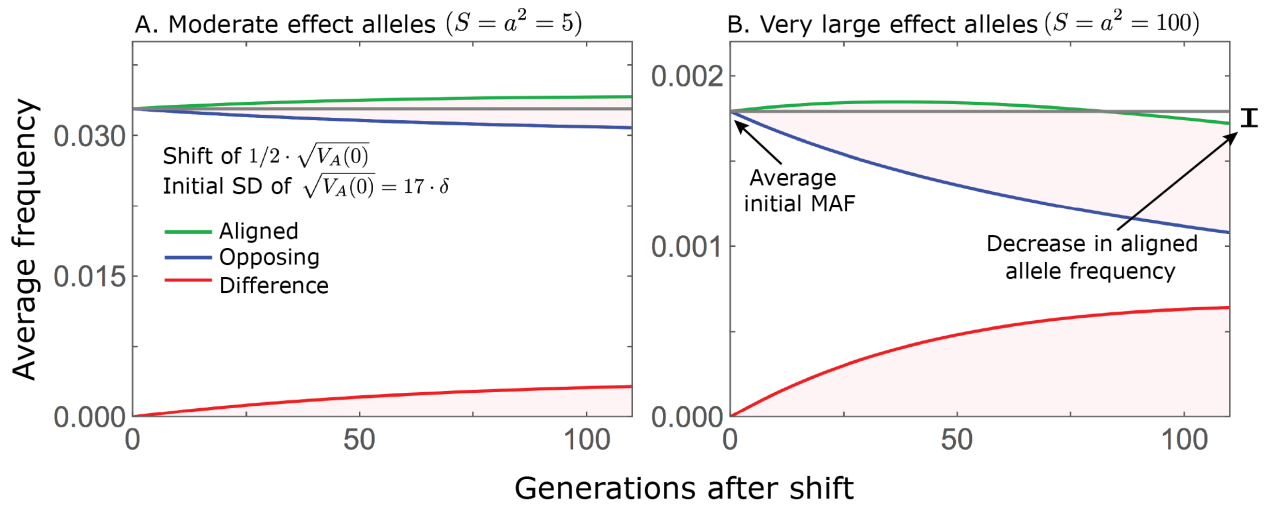 A. Moderate effect alleles (S = a² = 5)
B. Very large effect alleles (S = a² = 100)
Average frequency
0.030
0.015
0.000
0
50
100
Shift of 1/2 · √V_A(0)
Initial SD of √V_A(0) = 17 · δ
Aligned
Opposing
Difference
0.002
0.001
0.000
0
50
100
Average
initial MAF
Decrease in aligned
allele frequency
Generations after shift